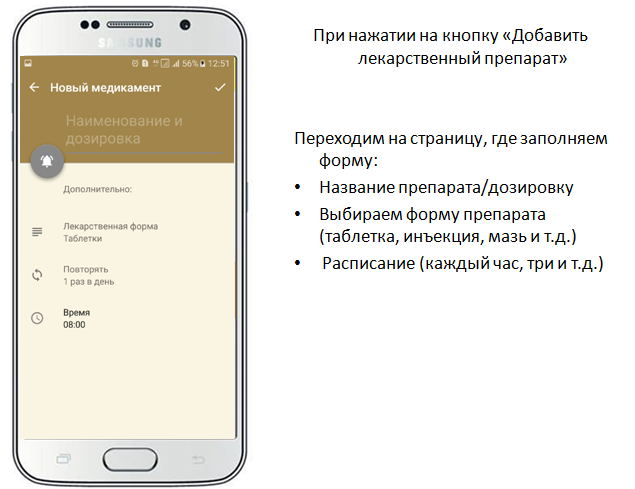 SAMSUNG
56% 12:51
Новый медикамент
Наименование и
дозировка
Дополнительно:
Лекарственная форма
Таблетки
Повторять
1 раз в день
Время
08:00
При нажатии на кнопку «Добавить
лекарственный препарат»
Переходим на страницу, где заполняем
форму:
• Название препарата/дозировку
• Выбираем форму препарата
(таблетка, инъекция, мазь и т.д.)
• Расписание (каждый час, три и т.д.)